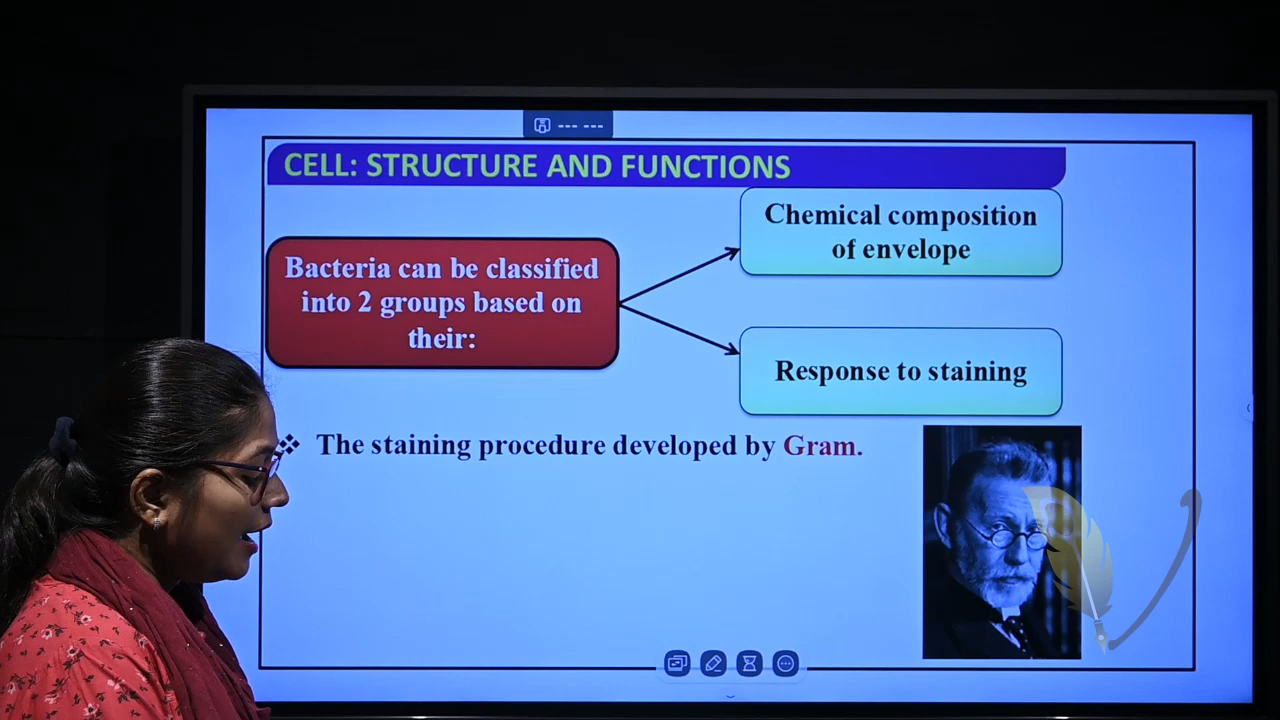 --- ---
CELL: STRUCTURE AND FUNCTIONS
Chemical composition
of envelope
Bacteria can be classified
into 2 groups based on
their:
Response to staining
The staining procedure developed by Gram.